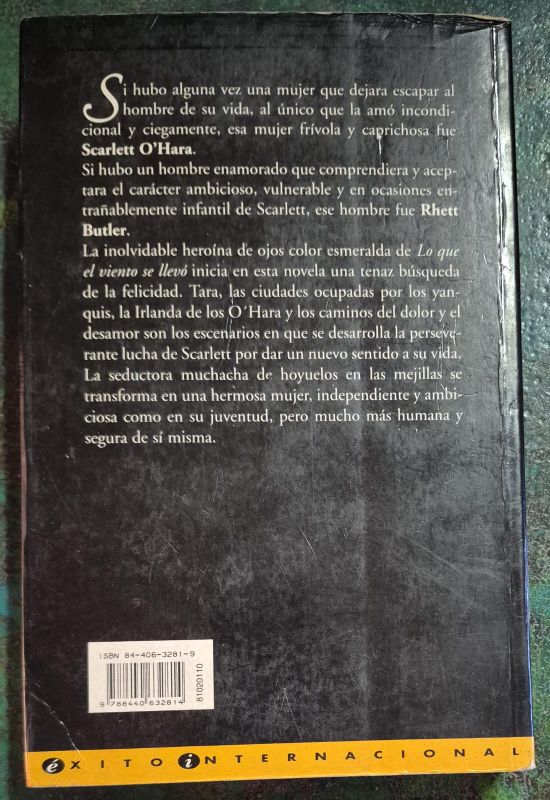 Si hubo alguna vez una mujer que dejara escapar al
hombre de su vida, al único que la amó incondi-
cional y ciegamente, esa mujer frívola y caprichosa fue
Scarlett O'Hara.
Si hubo un hombre enamorado que comprendiera y acep-
tara el carácter ambicioso, vulnerable y en ocasiones en-
trañablemente infantil de Scarlett, ese hombre fue Rhett
Butler.
La inolvidable heroína de ojos color esmeralda de Lo que
el viento se llevó inicia en esta novela una tenaz búsqueda
de la felicidad. Tara, las ciudades ocupadas por los yan-
quis, la Irlanda de los O´Hara y los caminos del dolor y el
desamor son los escenarios en que se desarrolla la perseve-
rante lucha de Scarlett por dar un nuevo sentido a su vida.
La seductora muchacha de hoyuelos en las mejillas se
transforma en una hermosa mujer, independiente y ambi-
ciosa como en su juventud, pero mucho más humana y
segura de sí misma.
ISBN 84-406-3281-9
9 788440 632814
81020110
éxito internacional